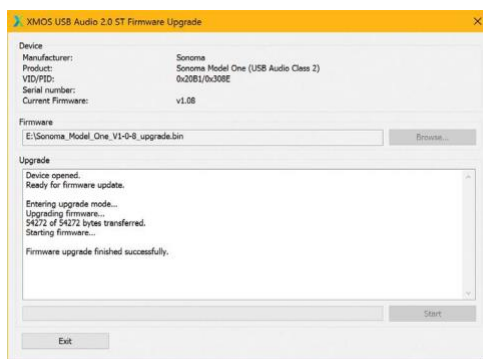 XMOS USB Audio 2.0 ST Firmware Upgrade
Device
Manufacturer: Sonoma
Product: Sonoma Model One (USB Audio Class 2)
VID/PID: 0x20B1/0x308E
Serial number:
Current Firmware: v1.08
Firmware
E:\Sonoma_Model_One_V1-0-8_upgrade.bin Browse...
Upgrade
Device opened.
Ready for firmware update.
Entering upgrade mode...
Upgrading firmware...
54272 of 54272 bytes transferred.
Starting firmware...
Firmware upgrade finished successfully.
Start
Exit